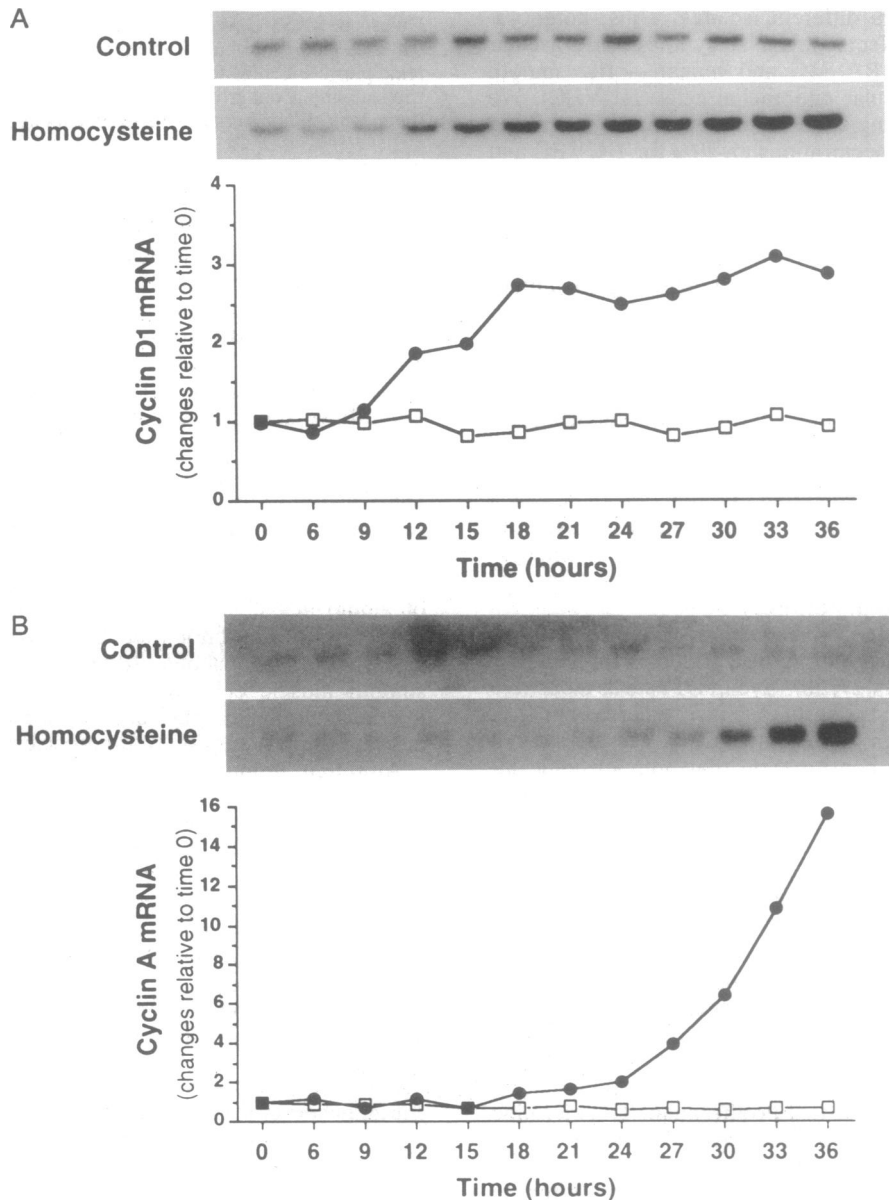 A
Control
Homocysteine
Cyclin D1 mRNA
(changes relative to time 0)
4
3
2
1
0
0 6 9 12 15 18 21 24 27 30 33 36
Time (hours)
B
Control
Homocysteine
Cyclin A mRNA
(changes relative to time 0)
16
14
12
10
8
6
4
2
0
0 3 6 9 12 15 18 21 24 27 30 33 36
Time (hours)